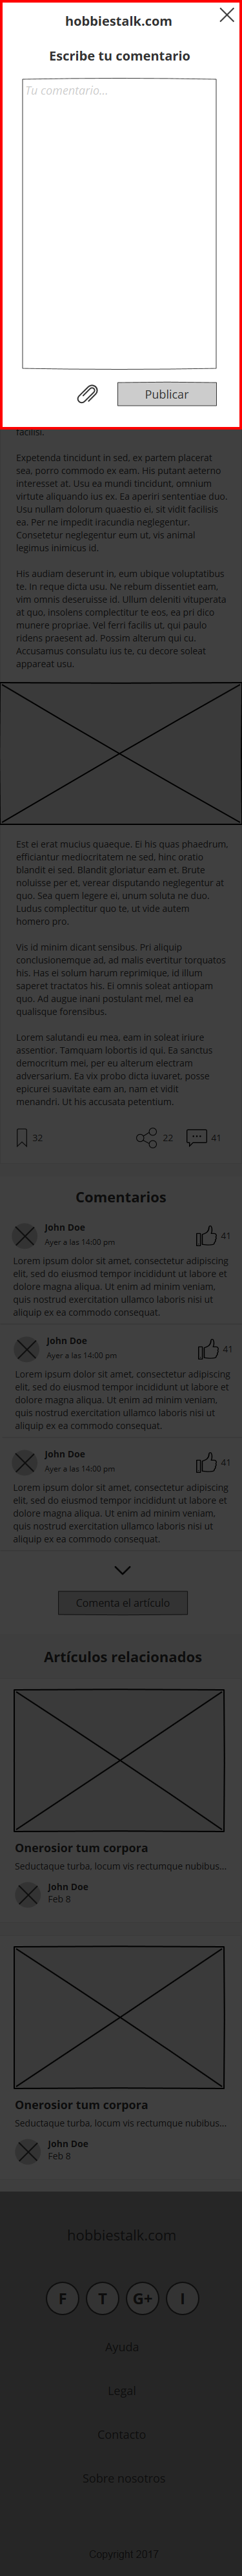 hobbiestalk.com
Escribe tu comentario
Tu comentario...
Publicar
facilisi.
Expetenda tincidunt in sed, ex partem placerat
sea, porro commodo ex eam. His putant aeterno
interesset at. Usu ea mundi tincidunt, omnium
virtute aliquando ius ex. Ea aperiri sententiae duo.
Usu nullam dolorum quaestio ei, sit vidit facilisis
ea. Per ne impedit iracundia neglegentur.
Consetetur neglegentur eum ut, vis animal
legimus inimicus id.
His audiam deserunt in, eum ubique voluptatibus
te. In reque dicta usu. Ne rebum dissentiet eam,
vim omnis deseruisse id. Ullum deleniti vituperata
at quo, insolens complectitur te eos, ea pri dico
munere propriae. Vel ferri facilis ut, qui paulo
ridens praesent ad. Possim alterum qui cu.
Accusamus consulatu ius te, cu decore soleat
appareat usu.
Est ei erat mucius quaeque. Ei his quas phaedrum,
efficiantur mediocritatem ne sed, hinc oratio
blandit ei sed. Blandit gloriatur eam et. Brute
noluisse per et, verear disputando neglegentur at
quo. Sea quem legere ei, unum soluta ne duo.
Ludus complectitur quo te, ut vide autem
homero pro.
Vis id minim dicant sensibus. Pri aliquip
conclusionemque ad, ad malis evertitur torquatos
his. Has ei solum harum reprimique, id illum
saperet tractatos his. Ei omnis soleat antiopam
quo. Ad augue inani postulant mel, mel ea
qualisque forensibus.
Lorem salutandi eu mea, eam in soleat iriure
assentior. Tamquam lobortis id qui. Ea sanctus
democritum mei, per eu alterum electram
adversarium. Ea vix probo dicta iuvaret, posse
epicurei suavitate eam an, nam et vidit
menandri. Ut his accusata petentium.
32 22 41
Comentarios
John Doe
Ayer a las 14:00 pm
41
Lorem ipsum dolor sit amet, consectetur adipiscing
elit, sed do eiusmod tempor incididunt ut labore et
dolore magna aliqua. Ut enim ad minim veniam,
quis nostrud exercitation ullamco laboris nisi ut
aliquip ex ea commodo consequat.
John Doe
Ayer a las 14:00 pm
41
Lorem ipsum dolor sit amet, consectetur adipiscing
elit, sed do eiusmod tempor incididunt ut labore et
dolore magna aliqua. Ut enim ad minim veniam,
quis nostrud exercitation ullamco laboris nisi ut
aliquip ex ea commodo consequat.
John Doe
Ayer a las 14:00 pm
41
Lorem ipsum dolor sit amet, consectetur adipiscing
elit, sed do eiusmod tempor incididunt ut labore et
dolore magna aliqua. Ut enim ad minim veniam,
quis nostrud exercitation ullamco laboris nisi ut
aliquip ex ea commodo consequat.
Comenta el artículo
Artículos relacionados
Onerosior tum corpora
Seductaque turba, locum vis rectumque nubibus...
John Doe
Feb 8
Onerosior tum corpora
Seductaque turba, locum vis rectumque nubibus...
John Doe
Feb 8
hobbiestalk.com
F T G+ I
Ayuda
Legal
Contacto
Sobre nosotros
Copyright 2017